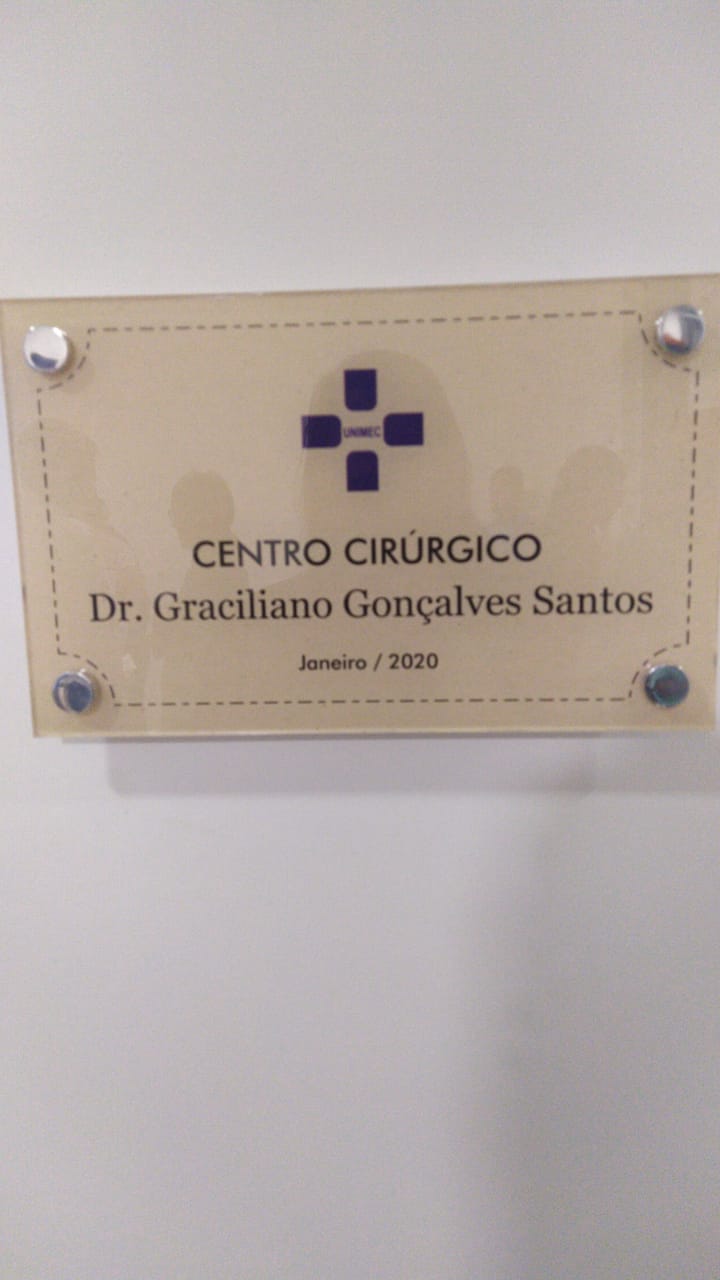 UNIMEC
CENTRO CIRÚRGICO
Dr. Graciliano Gonçalves Santos
Janeiro / 2020